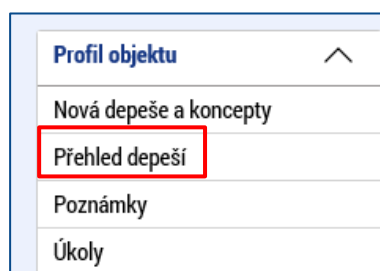 Profil objektu
Nová depeše a koncepty
Přehled depeší
Poznámky
Úkoly